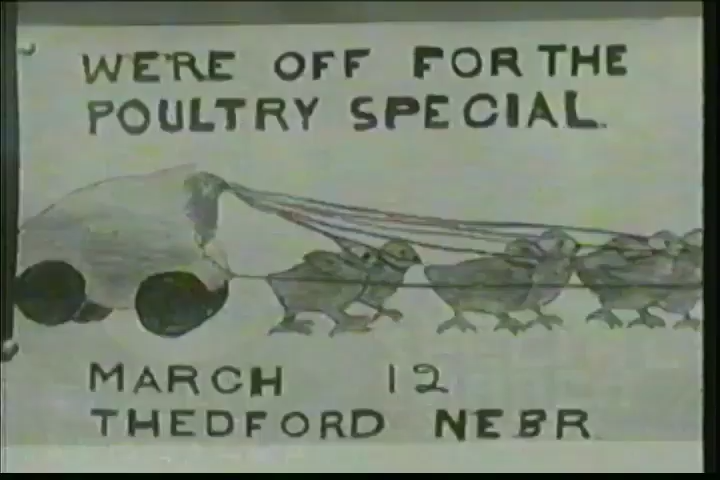 WE'RE OFF FOR THE
POULTRY SPECIAL.
MARCH 12
THEDFORD NEBR